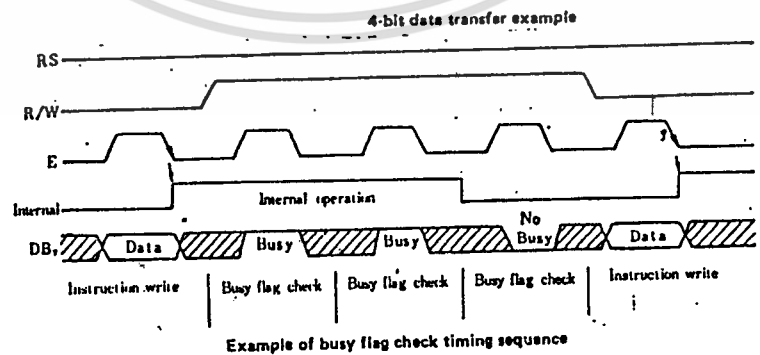 4-bit data transfer example
RS
R/W
E
Internal
Internal operation
DB₇
Data
Busy
Busy
No
Busy
Data
Instruction write
Busy flag check
Busy flag check
Busy flag check
Instruction write
Example of busy flag check timing sequence